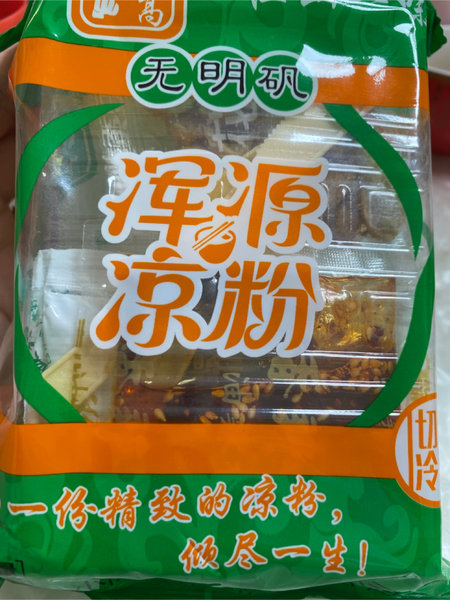 高
无明矾
浑源
凉粉
切冷
一份精致的凉粉，
倾尽一生！